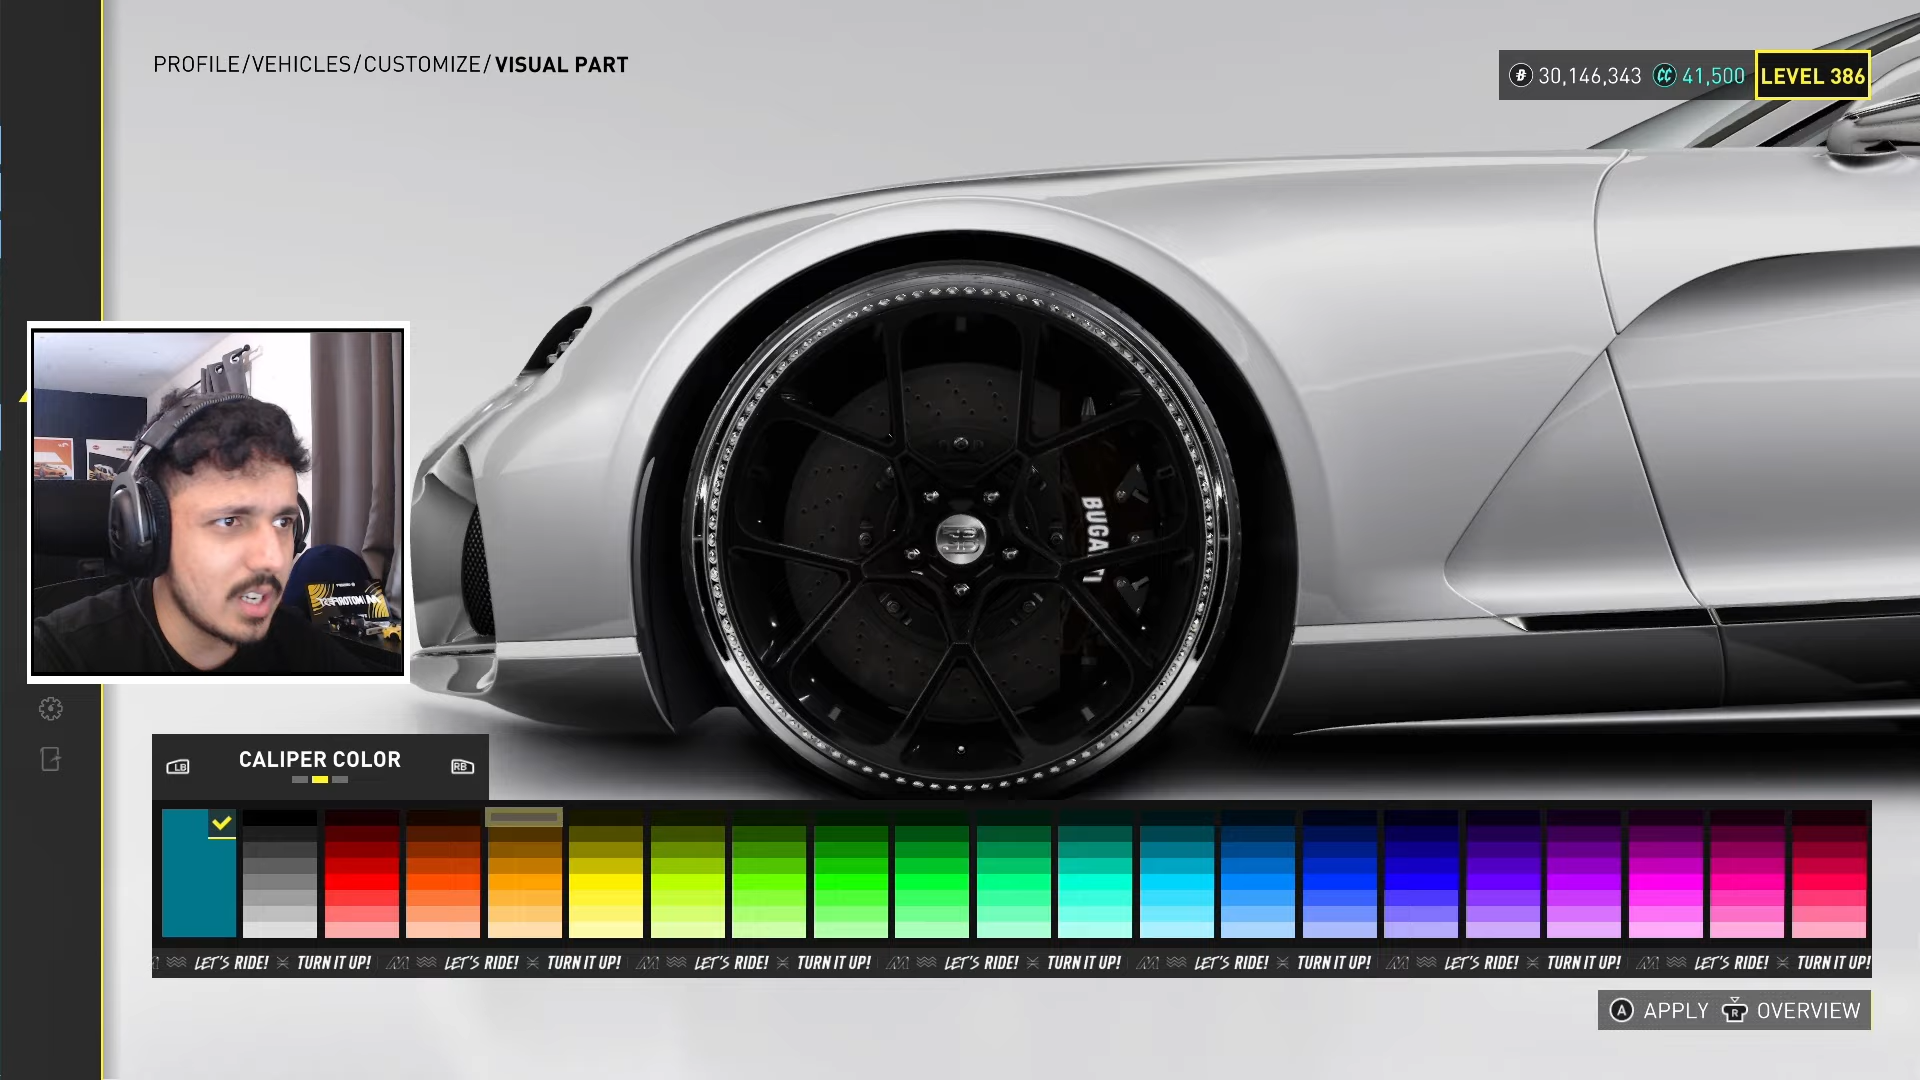 PROFILE/VEHICLES/CUSTOMIZE/VISUAL PART
30,146,343 CC 41,500 LEVEL 386
BUGATTI
LB CALIPER COLOR RB
LET'S RIDE! TURN IT UP! LET'S RIDE! TURN IT UP! LET'S RIDE! TURN IT UP! LET'S RIDE! TURN IT UP! LET'S RIDE! TURN IT UP! LET'S RIDE! TURN IT UP! LET'S RIDE! TURN IT UP!
A APPLY R OVERVIEW